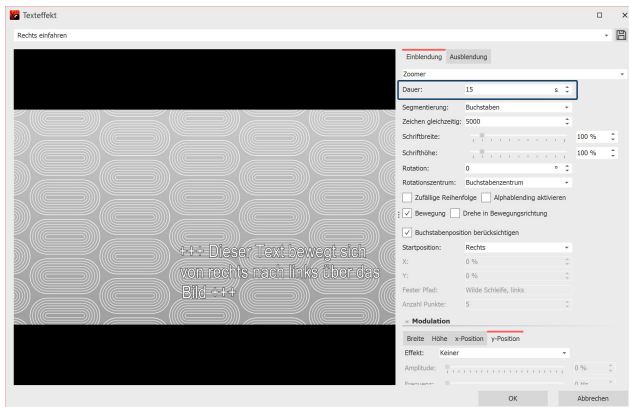 Texteffekt
Rechts einfahren
Einblendung Ausblendung
Zoomer
Dauer: 15 s
Segmentierung: Buchstaben
Zeichen gleichzeitig: 5000
Schriftbreite: 100 %
Schrifthöhe: 100 %
Rotation: 0 °
Rotationszentrum: Buchstabenzentrum
Zufällige Reihenfolge Alphablending aktivieren
Bewegung Drehe in Bewegungsrichtung
Buchstabenposition berücksichtigen
Startposition: Rechts
X: 0 %
Y: 0 %
Fester Pfad: Wilde Schleife, links
Anzahl Punkte: 5
Modulation
Breite Höhe x-Position y-Position
Effekt: Keiner
Amplitude: 0 %
Frequenz: 0 Hz
+++ Dieser Text bewegt sich
von rechts nach links über das
Bild +++
OK Abbrechen